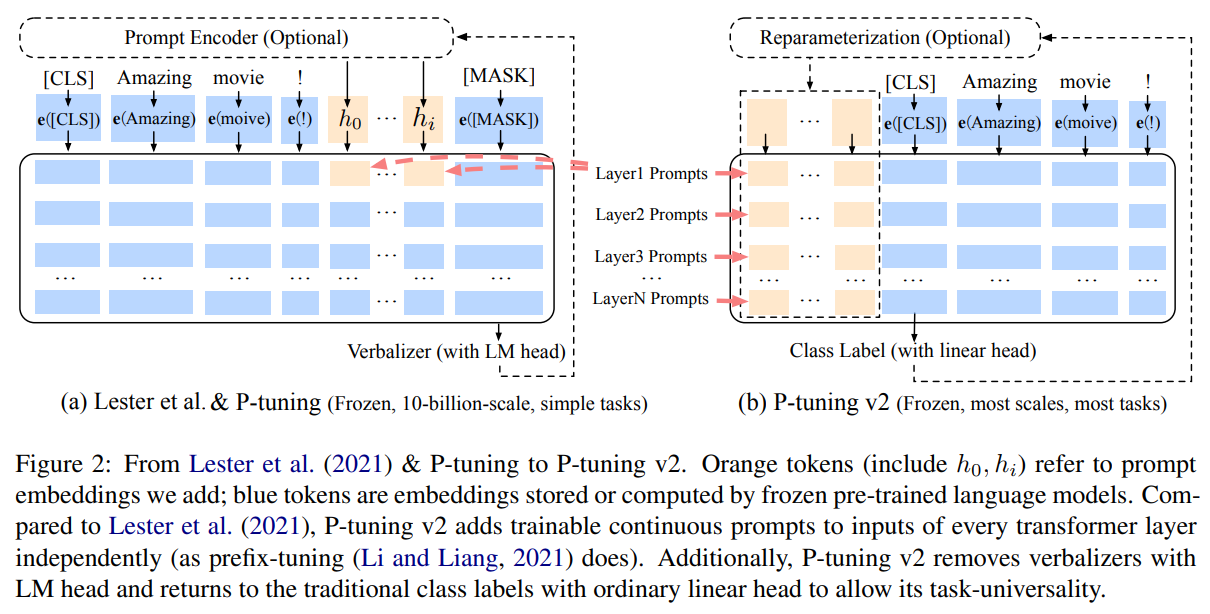 Prompt Encoder (Optional)
[CLS] Amazing movie ! [MASK]
e([CLS]) e(Amazing) e(moive) e(!) h0 ··· hi e([MASK])
···
···
···
··· ··· ··· ··· ···
···
Verbalizer (with LM head)
(a) Lester et al. & P-tuning (Frozen, 10-billion-scale, simple tasks)
Layer1 Prompts
Layer2 Prompts
Layer3 Prompts
···
LayerN Prompts
Reparameterization (Optional)
[CLS] Amazing movie !
··· e([CLS]) e(Amazing) e(moive) e(!)
···
···
···
··· ··· ··· ··· ··· ···
···
Class Label (with linear head)
(b) P-tuning v2 (Frozen, most scales, most tasks)
Figure 2: From Lester et al. (2021) & P-tuning to P-tuning v2. Orange tokens (include h0, hi) refer to prompt
embeddings we add; blue tokens are embeddings stored or computed by frozen pre-trained language models. Com-
pared to Lester et al. (2021), P-tuning v2 adds trainable continuous prompts to inputs of every transformer layer
independently (as prefix-tuning (Li and Liang, 2021) does). Additionally, P-tuning v2 removes verbalizers with
LM head and returns to the traditional class labels with ordinary linear head to allow its task-universality.